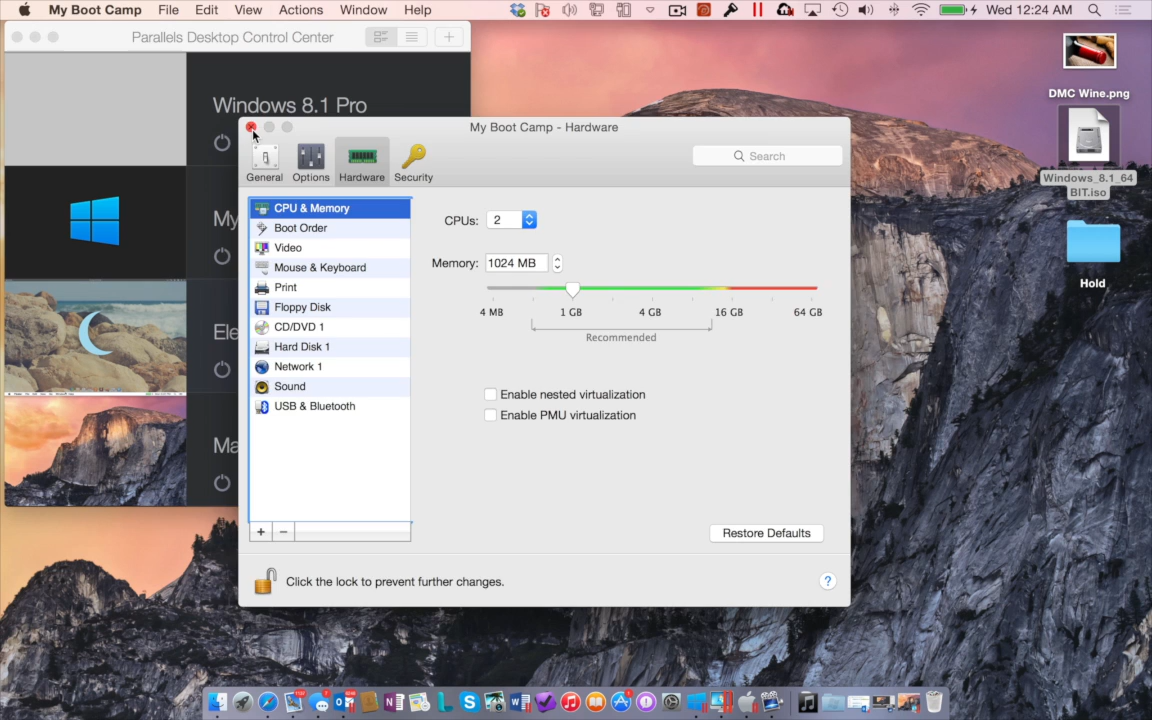 My Boot Camp File Edit View Actions Window Help
Wed 12:24 AM
Parallels Desktop Control Center
Windows 8.1 Pro
My
Ele
Ma
My Boot Camp - Hardware
General Options Hardware Security
Search
CPU & Memory
Boot Order
Video
Mouse & Keyboard
Print
Floppy Disk
CD/DVD 1
Hard Disk 1
Network 1
Sound
USB & Bluetooth
CPUs: 2
Memory: 1024 MB
4 MB 1 GB 4 GB 16 GB 64 GB
Recommended
Enable nested virtualization
Enable PMU virtualization
Restore Defaults
Click the lock to prevent further changes.
?
DMC Wine.png
Windows_8.1_64
BIT.iso
Hold